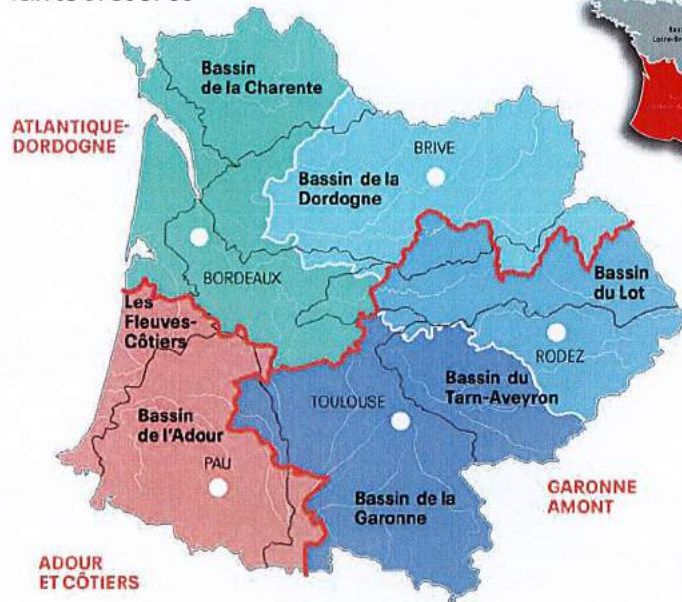 Bassin
de la Charente
ATLANTIQUE-
DORDOGNE
BRIVE
Bassin de la
Dordogne
BORDEAUX
Bassin
du Lot
Les
Fleuves-
Côtiers
RODEZ
Bassin du
Tarn-Aveyron
TOULOUSE
Bassin
de l'Adour
PAU
Bassin de la
Garonne
GARONNE
AMONT
ADOUR
ET CÔTIERS